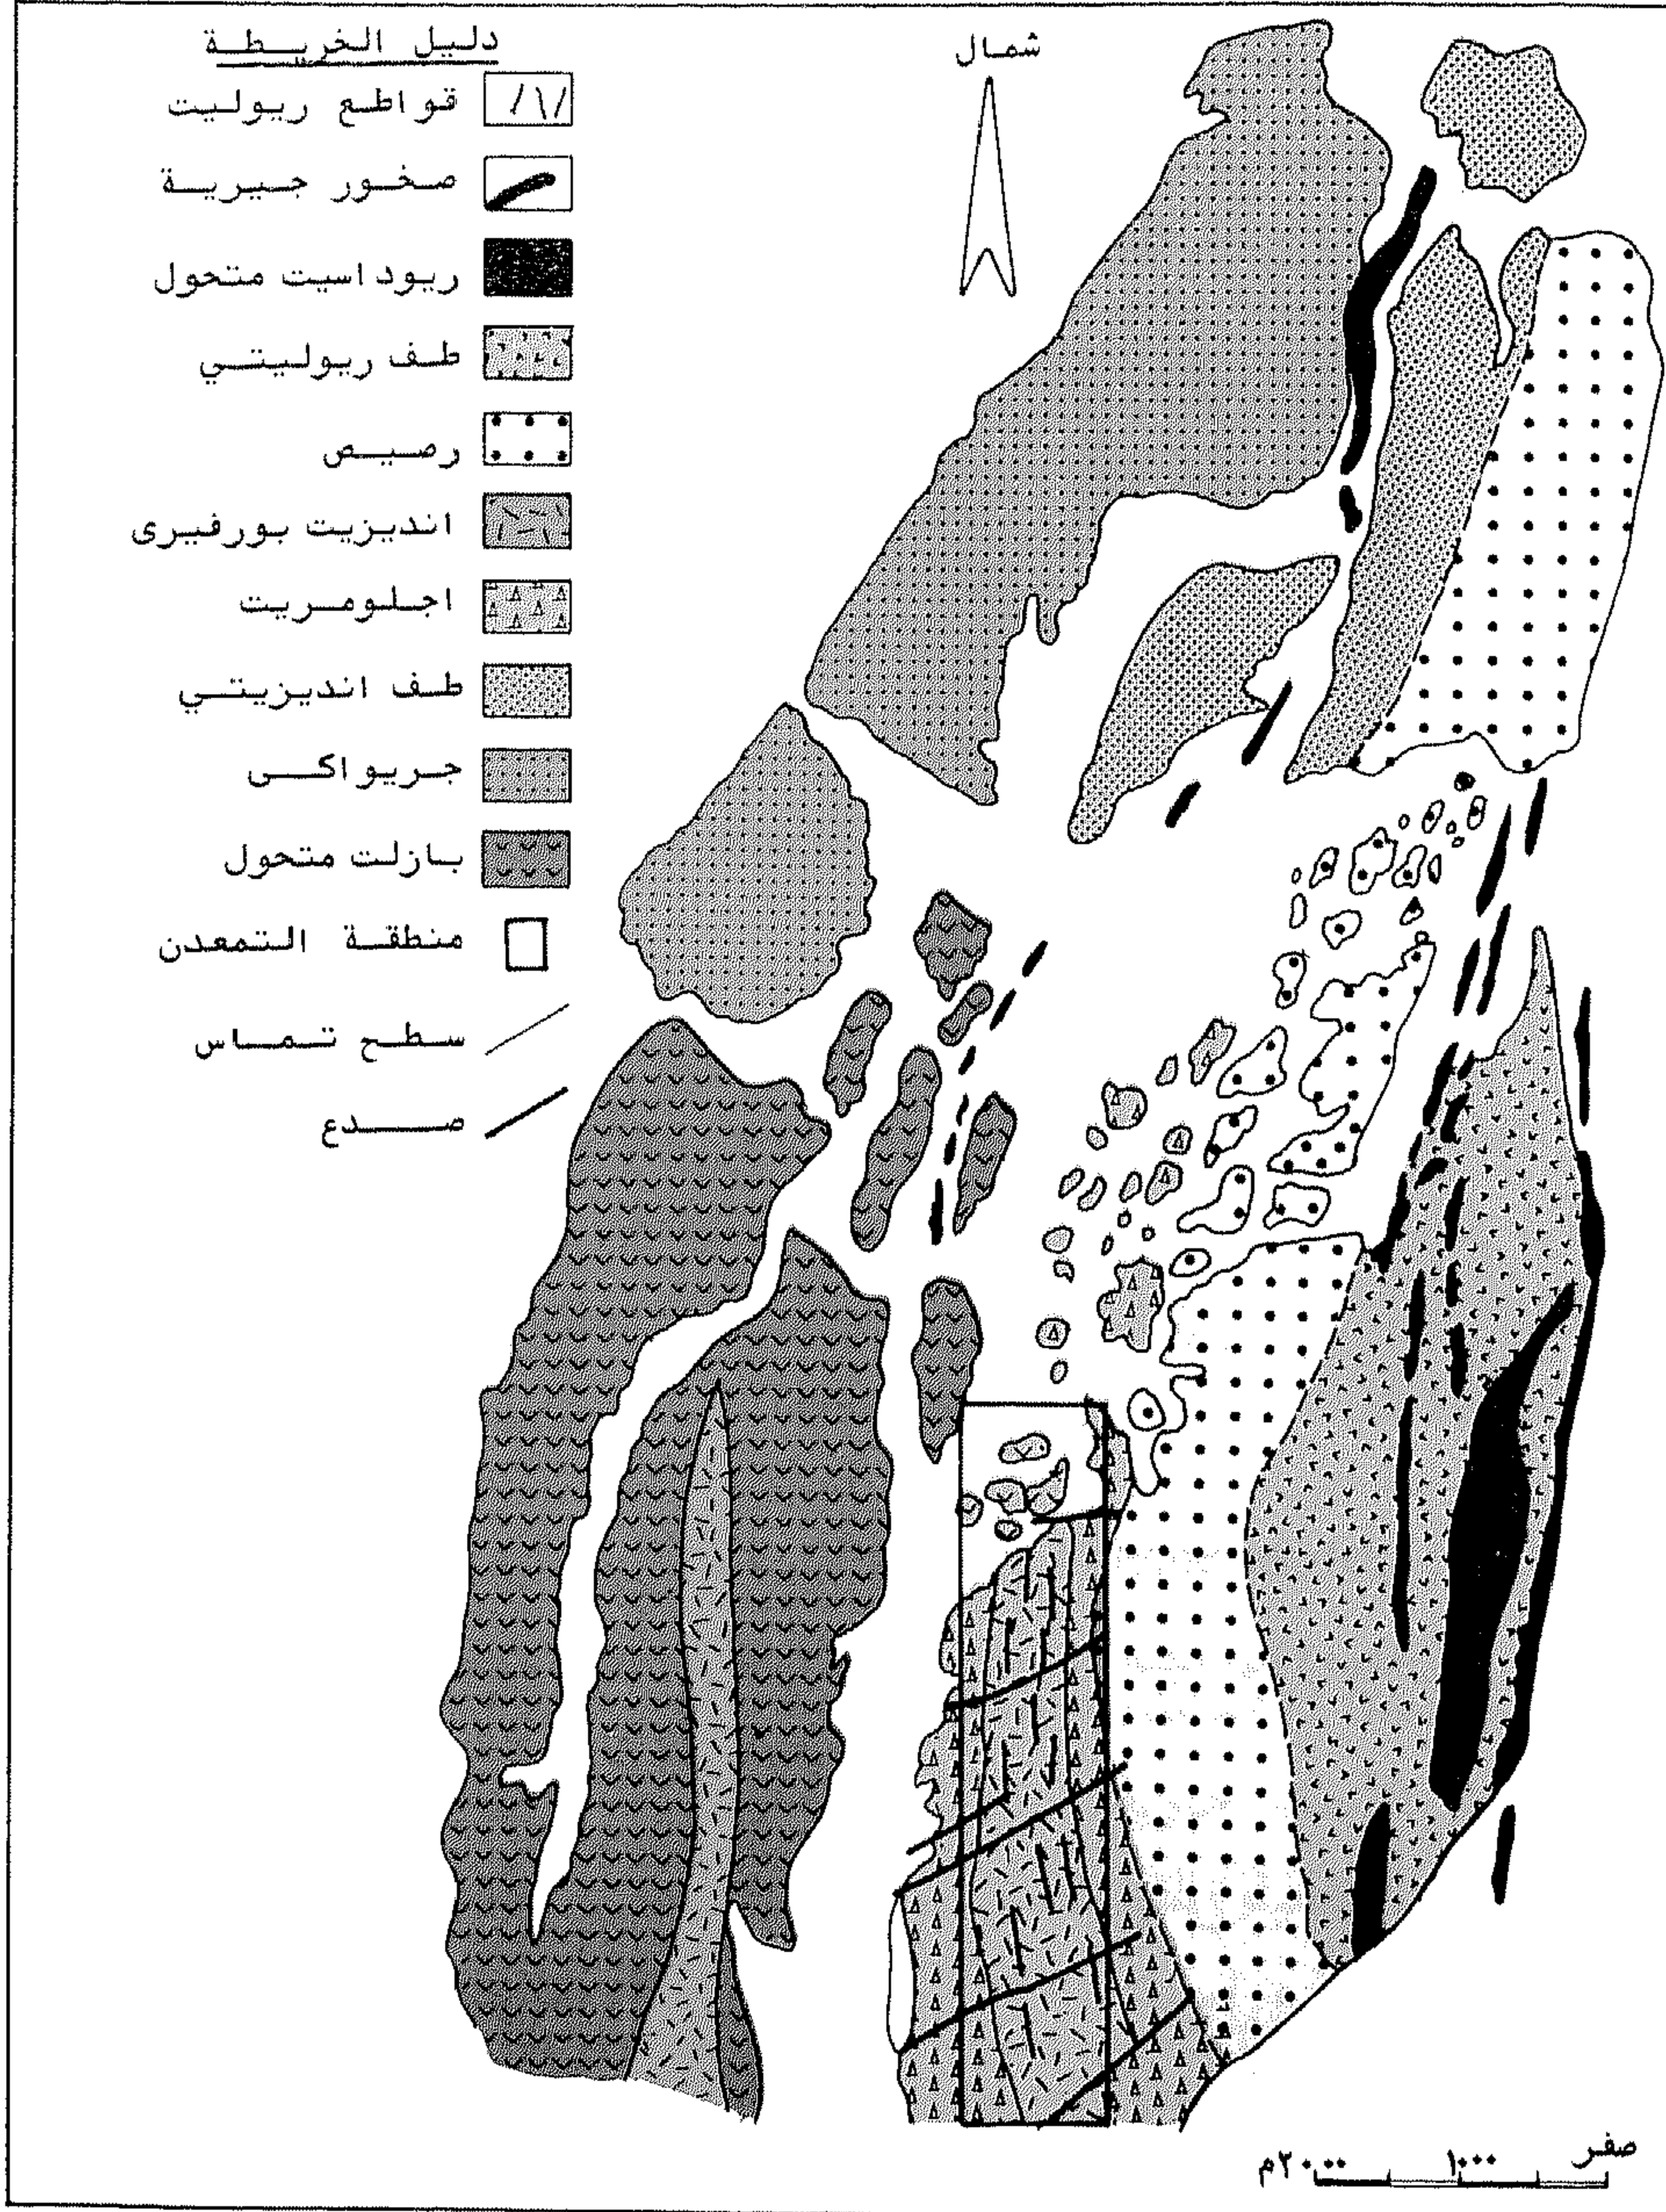 دليل الخريطة
شمال
قواطع ريوليت
صخور جيرية
ريوداسيت متحول
طف ريوليتي
رصيص
انديزيت بورفيرى
اجلومريت
طف انديزيتي
جريواكى
بازلت متحول
منطقة التمعدن
سطح تماس
صدع
صفر
١٠٠٠
٢٠٠٠م